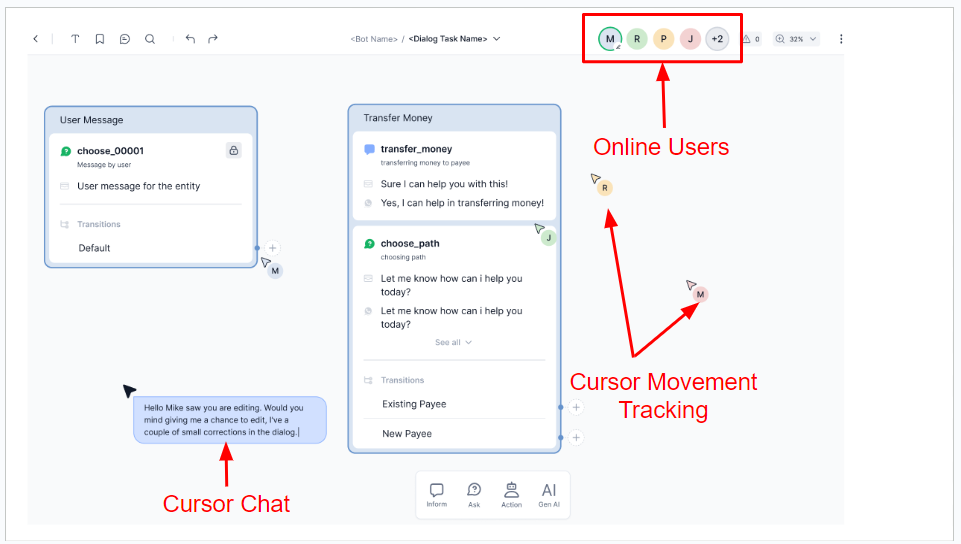 <Bot Name> / <Dialog Task Name>
M R P J +2
0
32%
Online Users
User Message
choose_00001
Message by user
User message for the entity
Transitions
Default
M
Transfer Money
transfer_money
transferring money to payee
Sure I can help you with this!
Yes, I can help in transferring money!
J
choose_path
choosing path
Let me know how can i help you
today?
Let me know how can i help you
today?
See all
Transitions
Existing Payee
New Payee
R
M
Cursor Movement
Tracking
Hello Mike saw you are editing. Would you
mind giving me a chance to edit, I've a
couple of small corrections in the dialog.
Cursor Chat
Inform
Ask
Action
AI
Gen AI